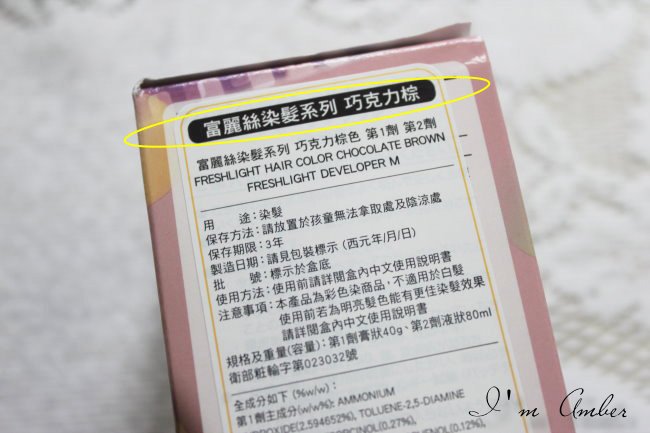 富麗絲染髮系列 巧克力棕
富麗絲染髮系列 巧克力棕色 第1劑 第2劑
FRESHLIGHT HAIR COLOR CHOCOLATE BROWN
FRESHLIGHT DEVELOPER M
用 途:染髮
保存方法:請放置於孩童無法拿取處及陰涼處
保存期限:3年
製造日期:請見包裝標示 (西元年/月/日)
批 號:標示於盒底
使用方法:使用前請詳閱盒內中文使用說明書
注意事項:本產品為彩色染商品,不適用於白髮
使用前若為明亮髮色能有更佳染髮效果
請詳閱盒內中文使用說明書
規格及重量(容量):第1劑膏狀40g、第2劑液狀80ml
衛部粧輸字第023032號
全成分如下 (%w/w):
第1劑主成分(w/w%): AMMONIUM
OXIDE(2.594652%), TOLUENE-2,5-DIAMINE
ORCINOL(0.27%),
(0.12%),
I'm Amber